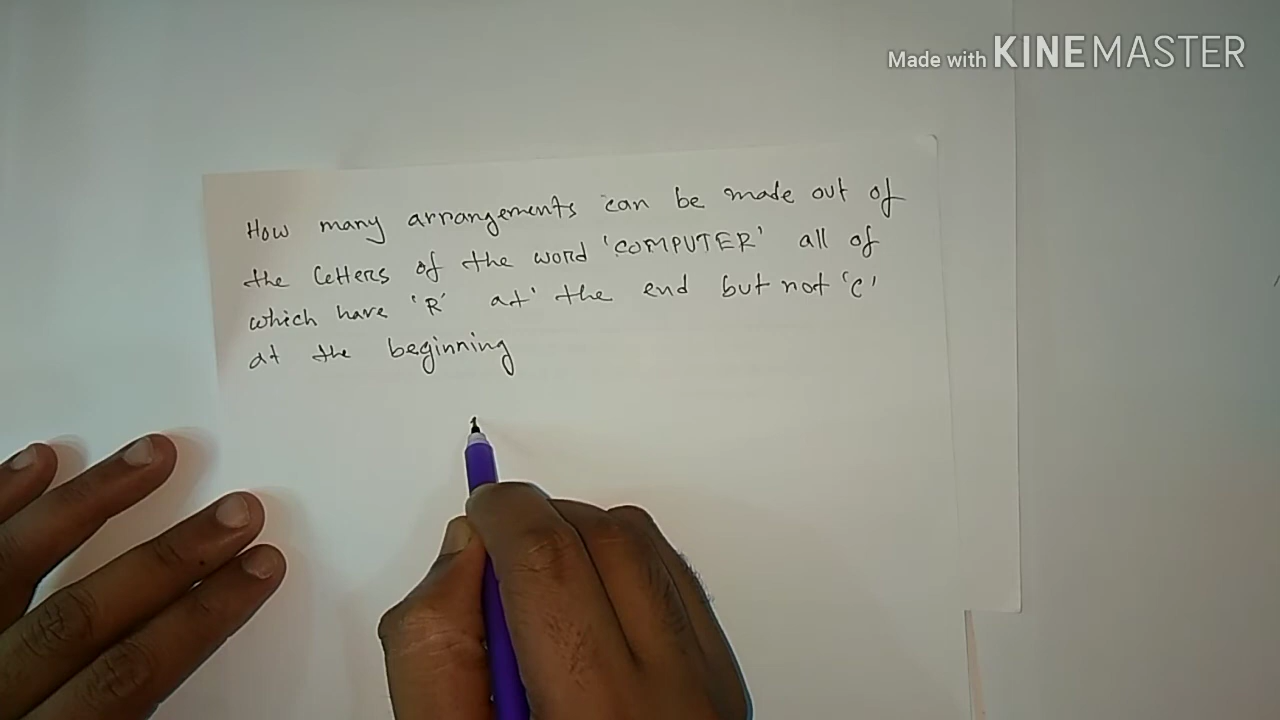 Made with KINEMASTER
How many arrangements can be made out of
the letters of the word 'COMPUTER' all of
which have 'R' at the end but not 'C'
at the beginning